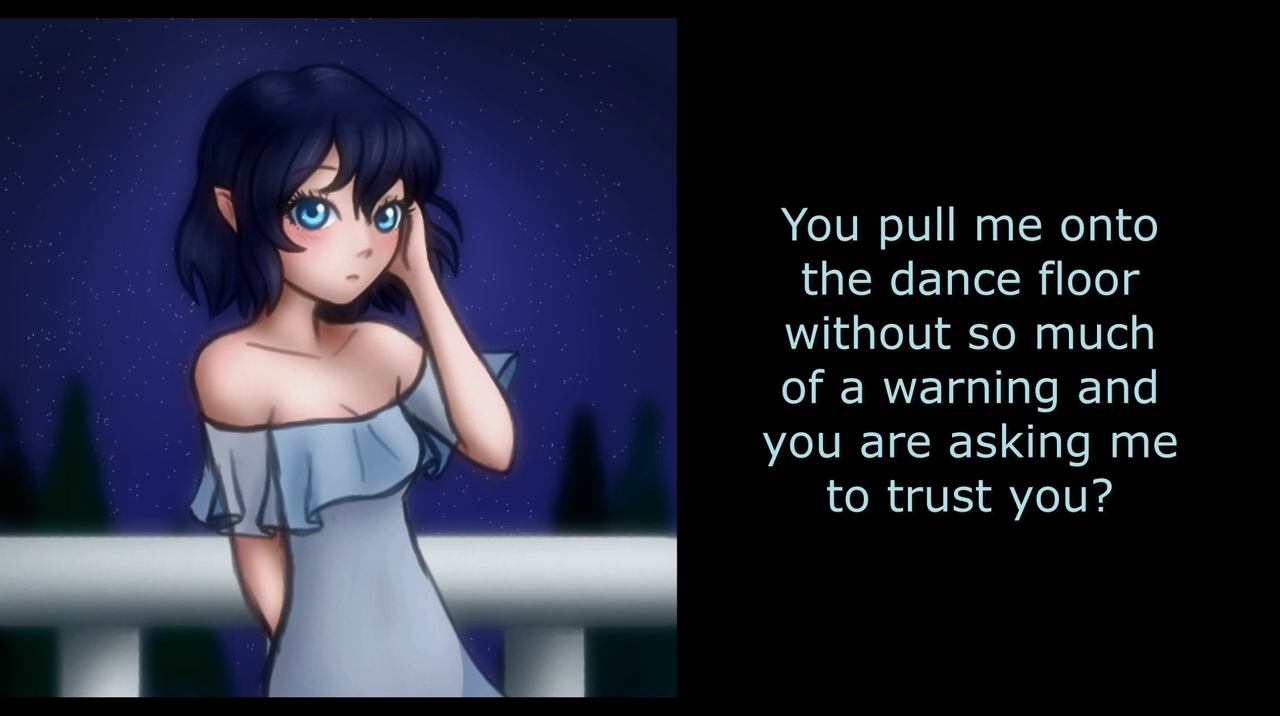 You pull me onto
the dance floor
without so much
of a warning and
you are asking me
to trust you?